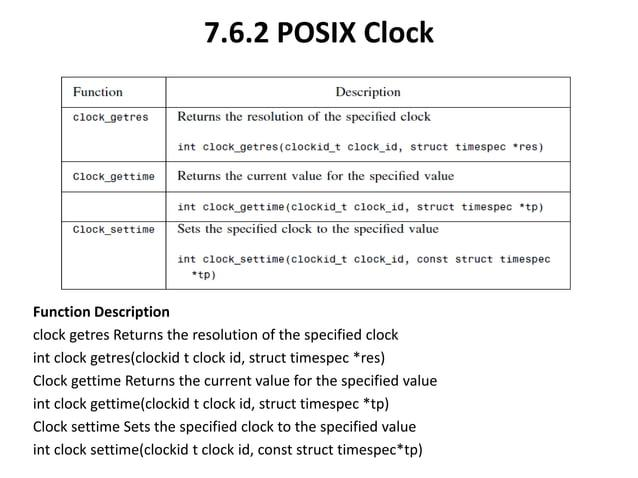 7.6.2 POSIX Clock
Function Description
clock_getres Returns the resolution of the specified clock
int clock_getres(clockid_t clock_id, struct timespec *res)
Clock_gettime Returns the current value for the specified value
int clock_gettime(clockid_t clock_id, struct timespec *tp)
Clock_settime Sets the specified clock to the specified value
int clock_settime(clockid_t clock_id, const struct timespec
*tp)
Function Description
clock getres Returns the resolution of the specified clock
int clock getres(clockid t clock id, struct timespec *res)
Clock gettime Returns the current value for the specified value
int clock gettime(clockid t clock id, struct timespec *tp)
Clock settime Sets the specified clock to the specified value
int clock settime(clockid t clock id, const struct timespec*tp)